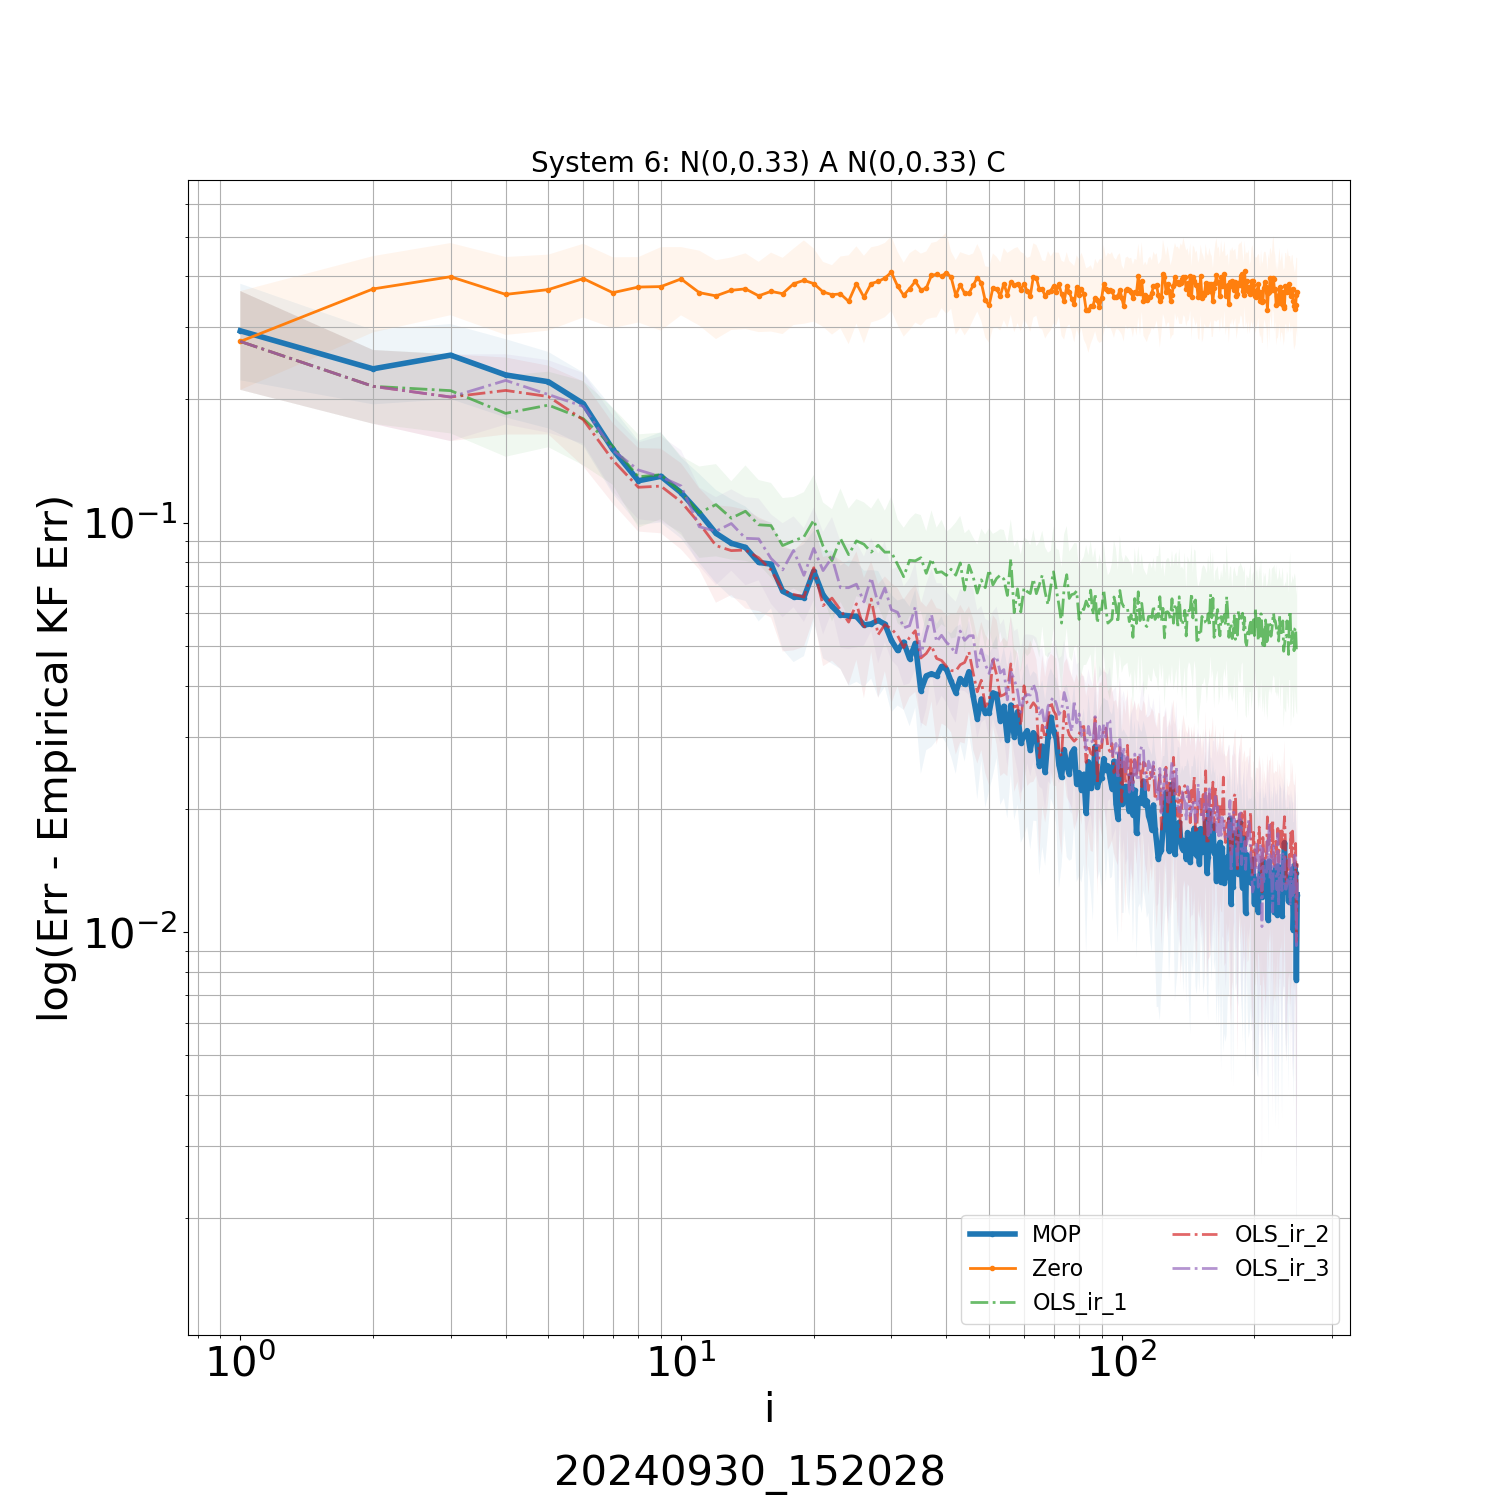 System 6: N(0,0.33) A N(0,0.33) C
log(Err - Empirical KF Err)
10⁻¹
10⁻²
MOP
Zero
OLS_ir_1
OLS_ir_2
OLS_ir_3
10⁰ 10¹ 10²
i
20240930_152028